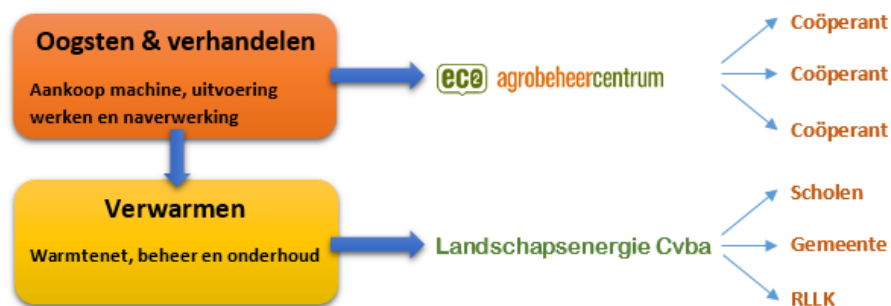 Oogsten & verhandelen
Aankoop machine, uitvoering
werken en naverwerking
eco2 agrobeheercentrum
Coöperant
Coöperant
Coöperant
Verwarmen
Warmtenet, beheer en onderhoud
Landschapsenergie Cvba
Scholen
Gemeente
RLLK